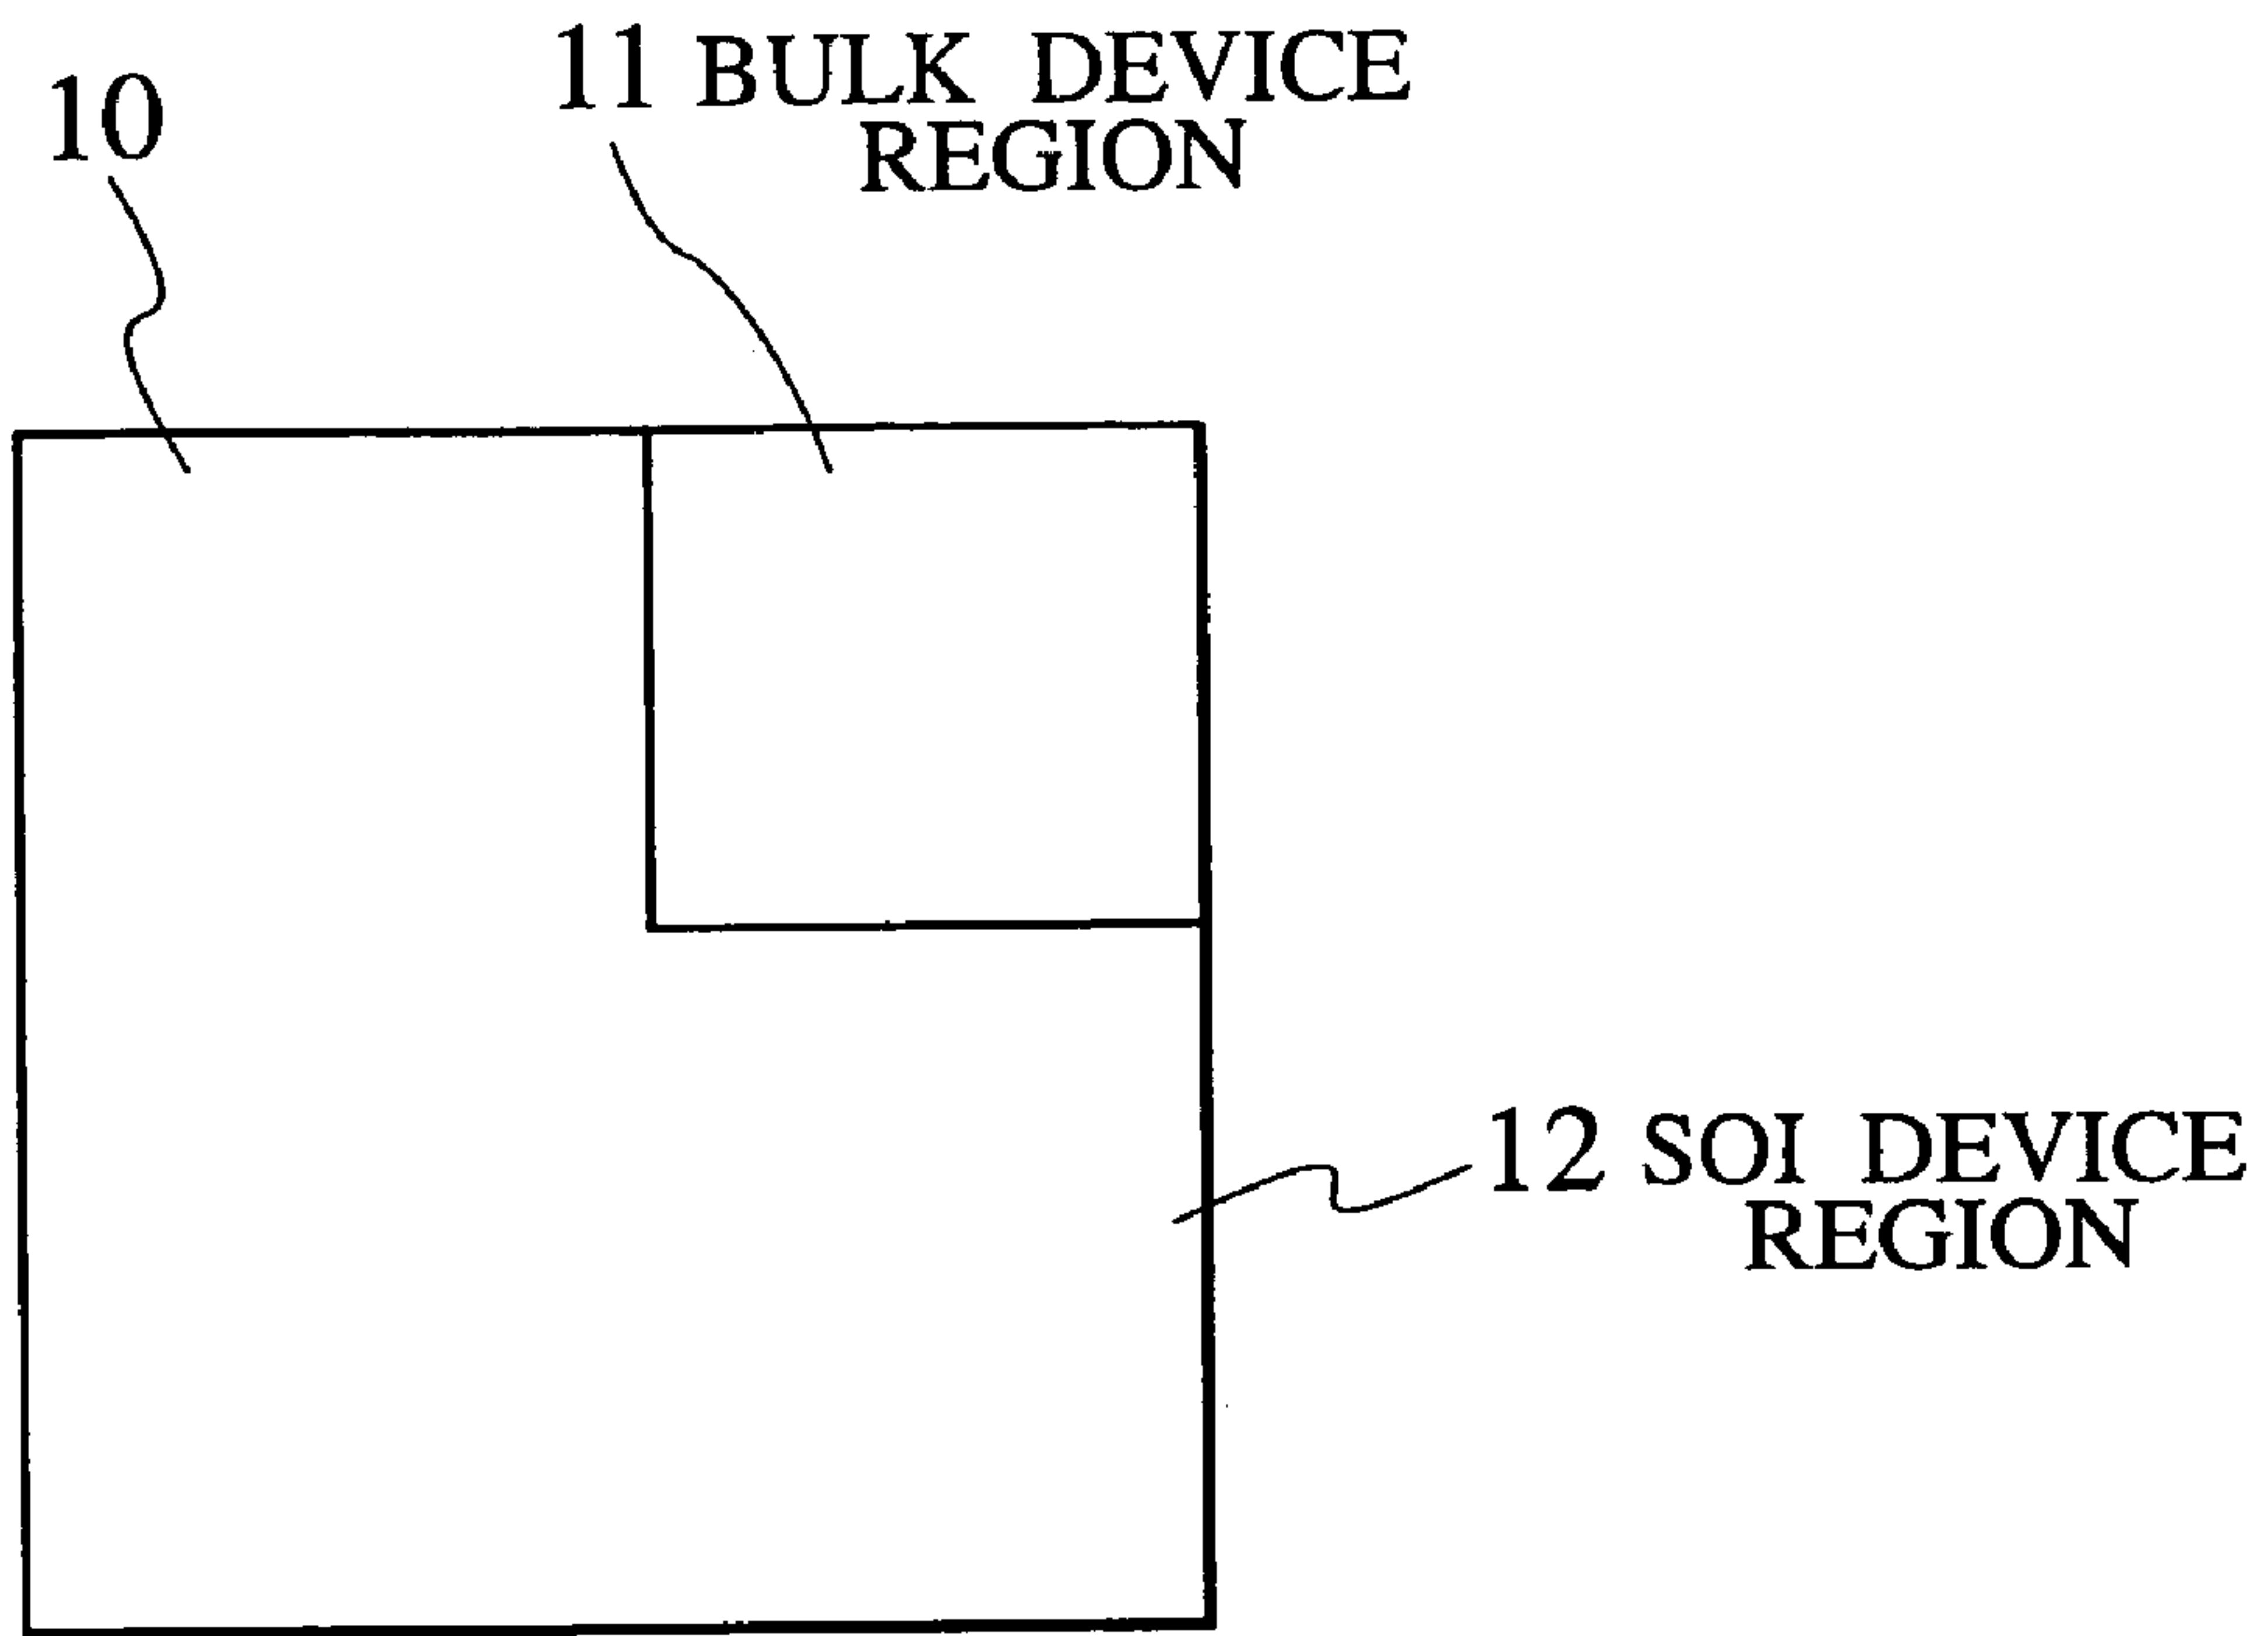 10
11 BULK DEVICE
REGION
12 SOI DEVICE
REGION